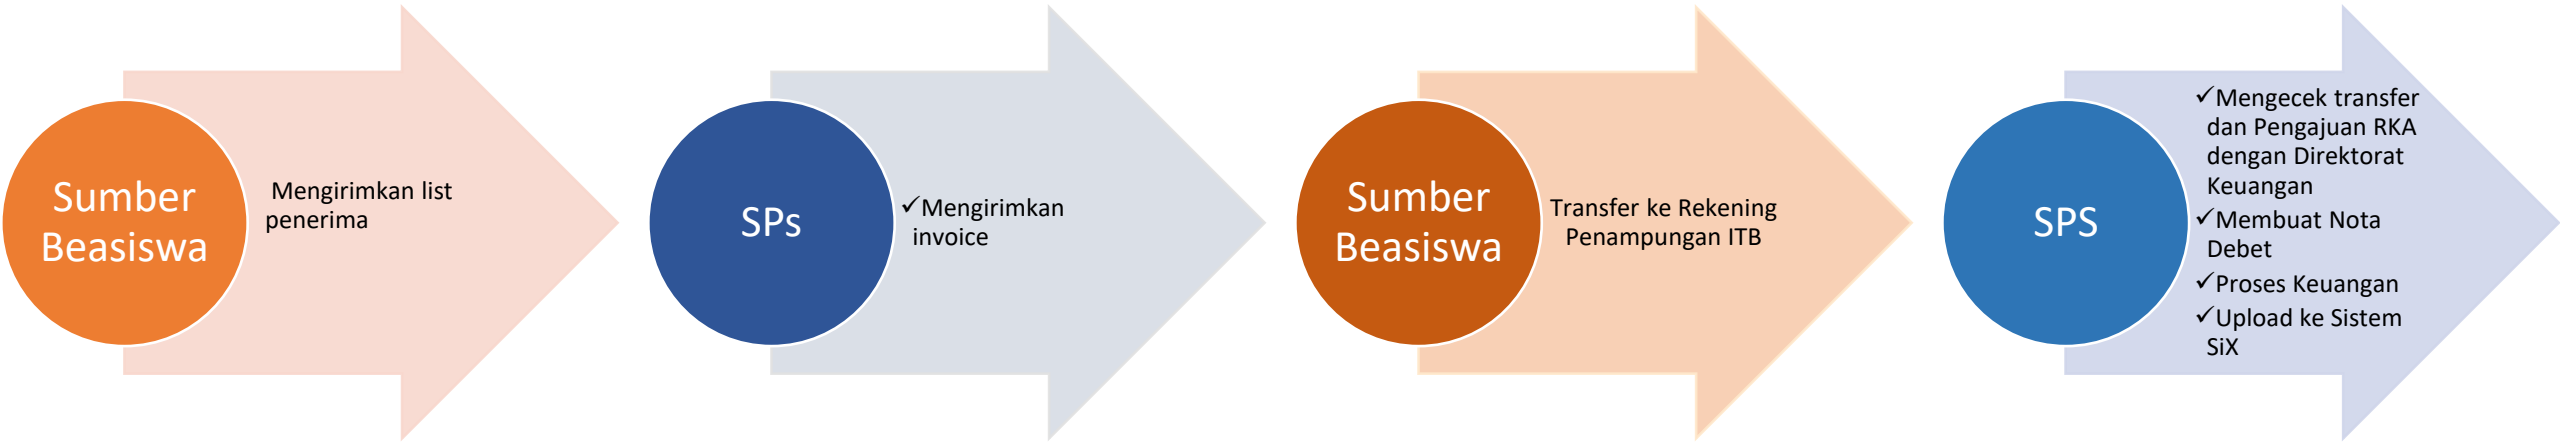 Sumber
Beasiswa
Mengirimkan list
penerima
SPs
✓Mengirimkan
invoice
Sumber
Beasiswa
Transfer ke Rekening
Penampungan ITB
SPS
✓Mengecek transfer
dan Pengajuan RKA
dengan Direktorat
Keuangan
✓Membuat Nota
Debet
✓Proses Keuangan
✓Upload ke Sistem
SiX